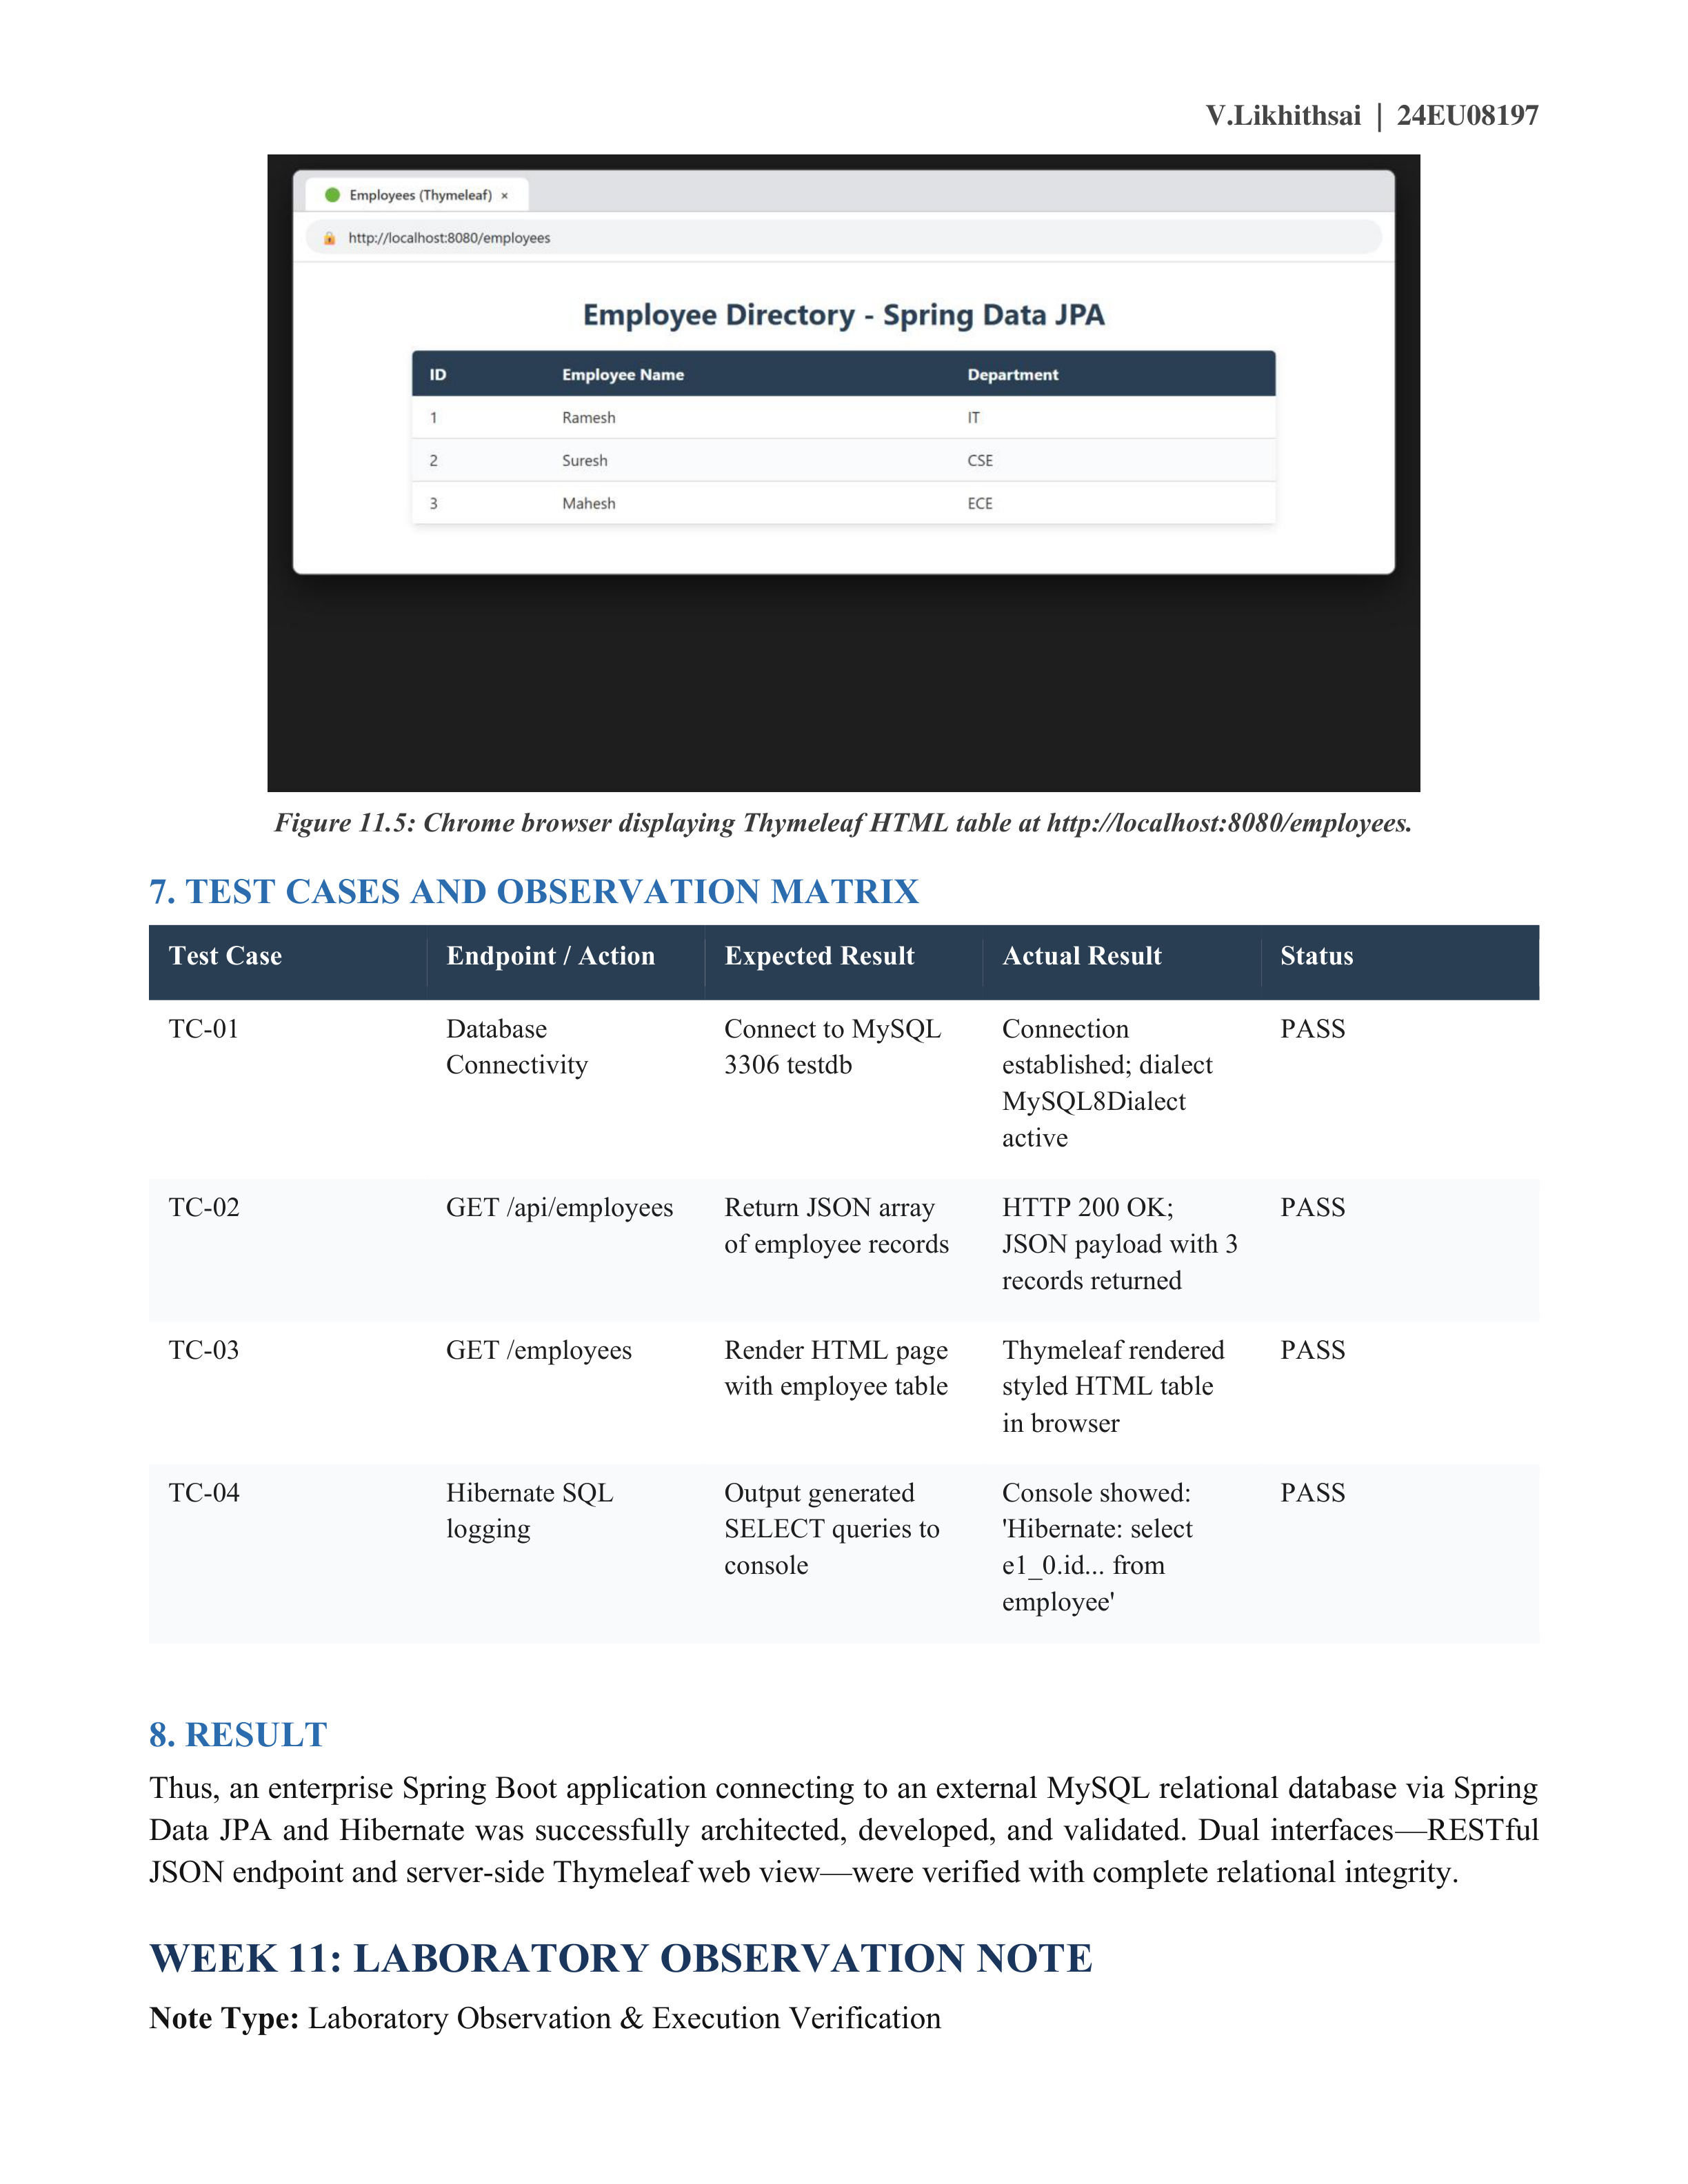 V.Likhithsai | 24EU08197
Employees (Thymeleaf) ×
http://localhost:8080/employees
Employee Directory - Spring Data JPA
ID Employee Name Department
1 Ramesh IT
2 Suresh CSE
3 Mahesh ECE
Figure 11.5: Chrome browser displaying Thymeleaf HTML table at http://localhost:8080/employees.
7. TEST CASES AND OBSERVATION MATRIX
Test Case Endpoint / Action Expected Result Actual Result Status
TC-01 Database Connect to MySQL Connection PASS
Connectivity 3306 testdb established; dialect
MySQL8Dialect
active
TC-02 GET /api/employees Return JSON array HTTP 200 OK; PASS
of employee records JSON payload with 3
records returned
TC-03 GET /employees Render HTML page Thymeleaf rendered PASS
with employee table styled HTML table
in browser
TC-04 Hibernate SQL Output generated Console showed: PASS
logging SELECT queries to 'Hibernate: select
console e1_0.id... from
employee'
8. RESULT
Thus, an enterprise Spring Boot application connecting to an external MySQL relational database via Spring
Data JPA and Hibernate was successfully architected, developed, and validated. Dual interfaces—RESTful
JSON endpoint and server-side Thymeleaf web view—were verified with complete relational integrity.
WEEK 11: LABORATORY OBSERVATION NOTE
Note Type: Laboratory Observation & Execution Verification